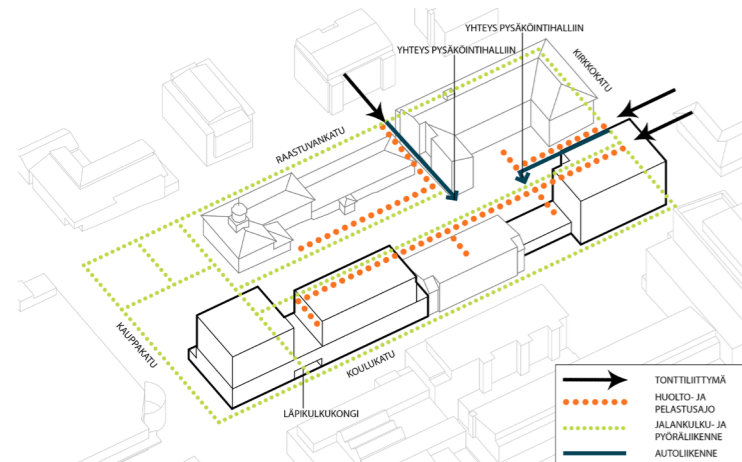 YHTEYS PYSÄKÖINTIHALLIIN
YHTEYS PYSÄKÖINTIHALLIIN
KIRKKOKATU
RAASTUVANKATU
KAUPPAKATU
KOULUKATU
LÄPIKULKUKONGI
TONTTILIITTYMÄ
HUOLTO- JA
PELASTUSAJO
JALANKULKU- JA
PYÖRÄLIIKENNE
AUTOLIIKENNE